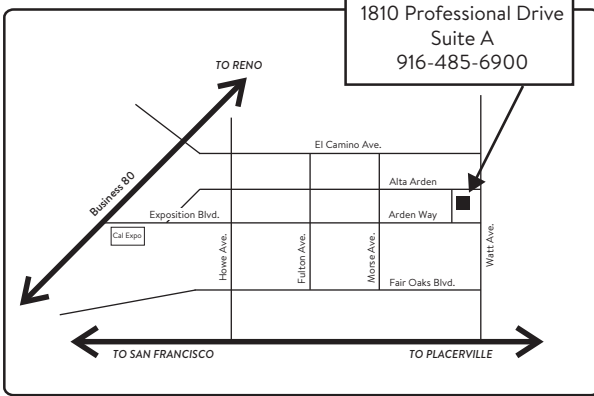 1810 Professional Drive
Suite A
916-485-6900
TO RENO
El Camino Ave.
Alta Arden
Business 80
Exposition Blvd.
Arden Way
Cal Expo
Howe Ave.
Fulton Ave.
Morse Ave.
Watt Ave.
Fair Oaks Blvd.
TO SAN FRANCISCO
TO PLACERVILLE